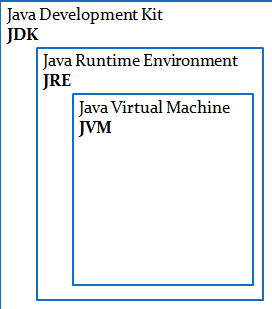 Java Development Kit
JDK
Java Runtime Environment
JRE
Java Virtual Machine
JVM